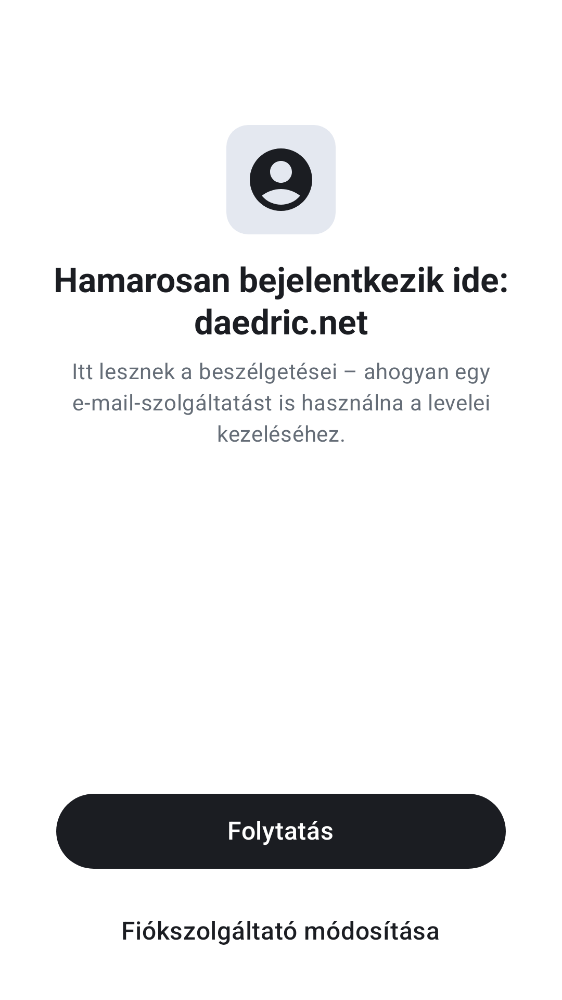 Hamarosan bejelentkezik ide:
daedric.net
Itt lesznek a beszélgetései – ahogyan egy
e-mail-szolgáltatást is használna a levelei
kezeléséhez.
Folytatás
Fiókszolgáltató módosítása